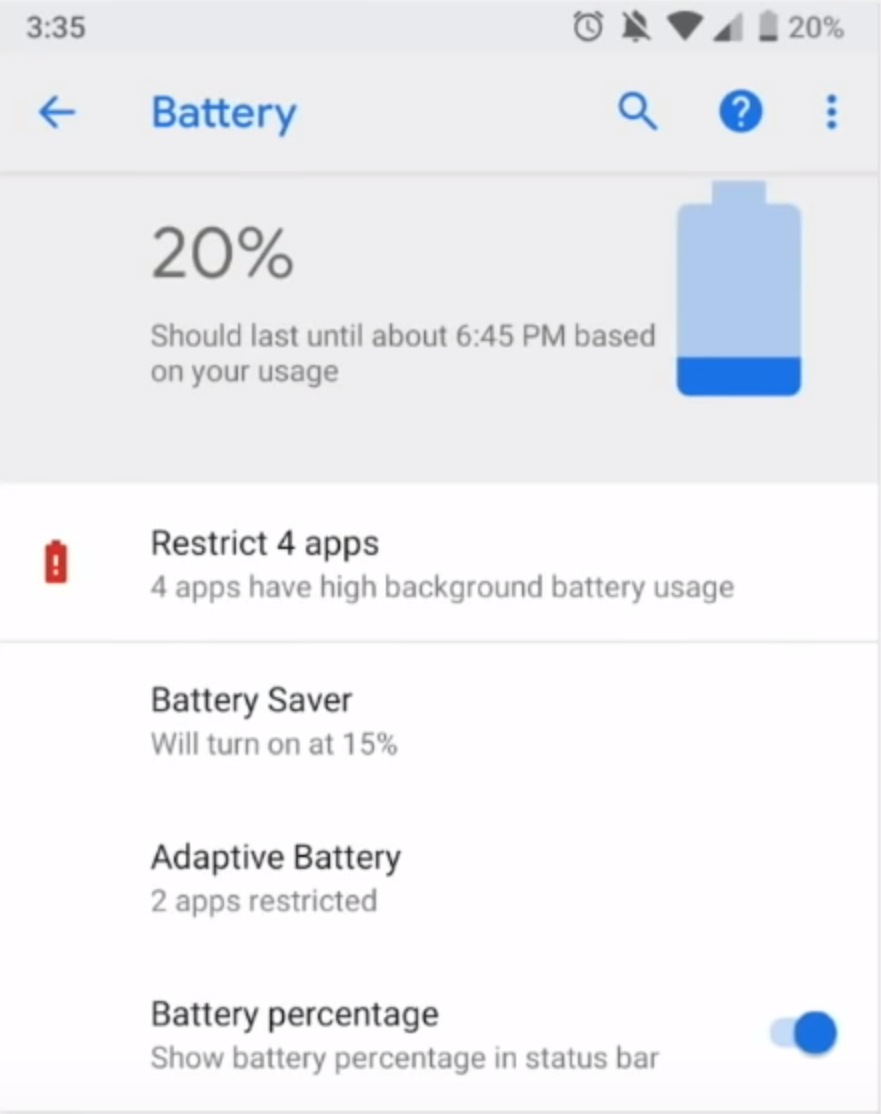 3:35
20%
Battery
20%
Should last until about 6:45 PM based
on your usage
Restrict 4 apps
4 apps have high background battery usage
Battery Saver
Will turn on at 15%
Adaptive Battery
2 apps restricted
Battery percentage
Show battery percentage in status bar